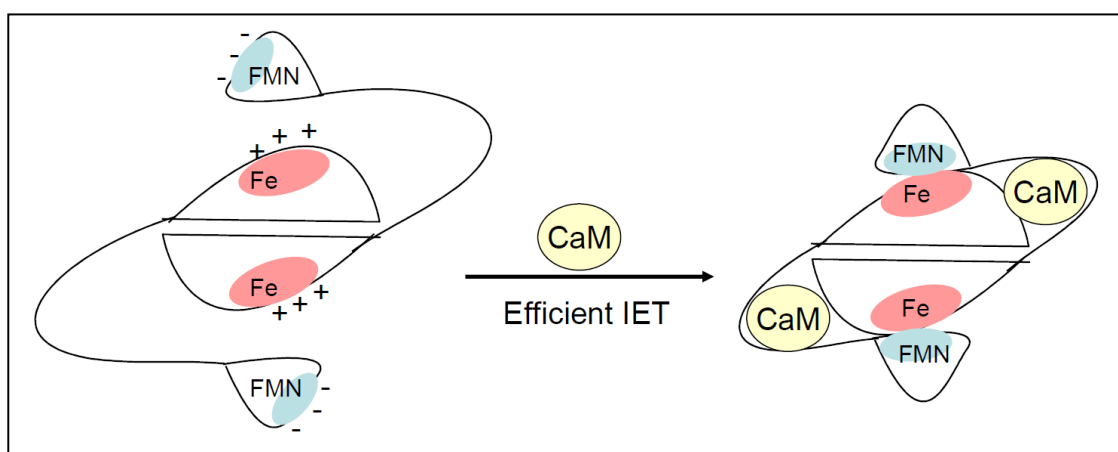 - - -
FMN
+ + +
Fe
Fe
+ + +
FMN
- - -
CaM
Efficient IET
FMN
Fe
CaM
CaM
Fe
FMN